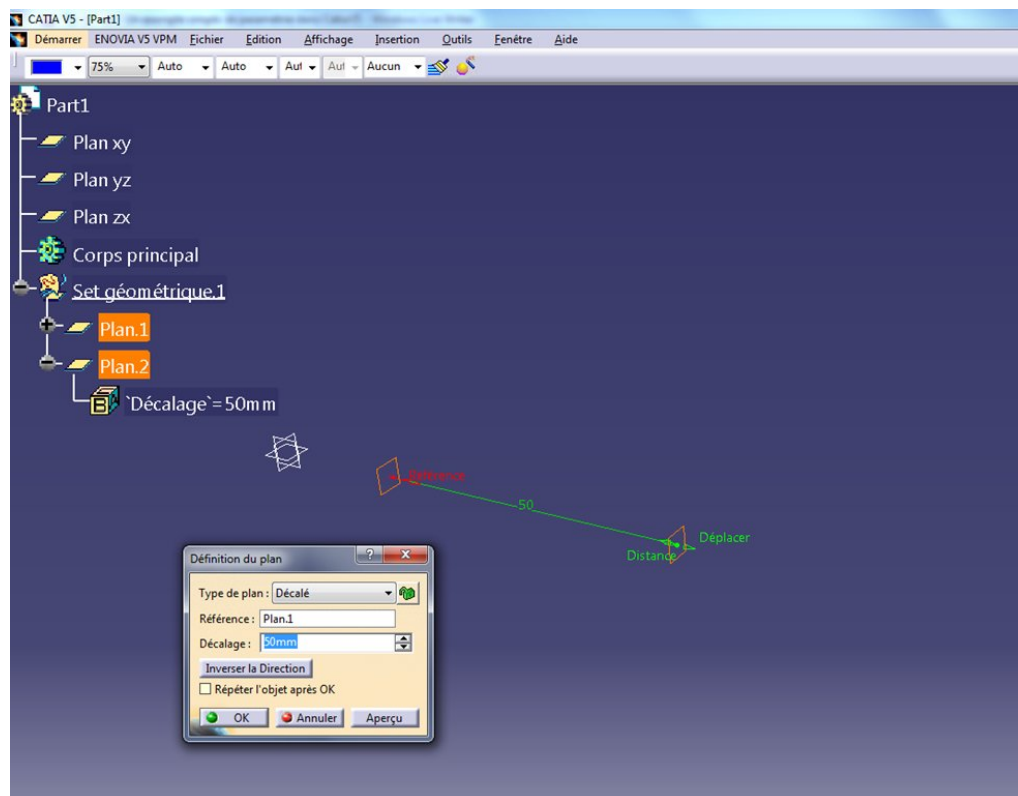 CATIA V5 - [Part1]
Démarrer ENOVIA V5 VPM Fichier Edition Affichage Insertion Outils Fenêtre Aide
75% Auto Auto Aut Aut Aucun
Part1
Plan xy
Plan yz
Plan zx
Corps principal
Set géométrique.1
Plan.1
Plan.2
`Décalage`=50mm
Référence
50
Déplacer
Distance
Définition du plan
Type de plan : Décalé
Référence : Plan.1
Décalage : 50mm
Inverser la Direction
Répéter l'objet après OK
OK Annuler Aperçu